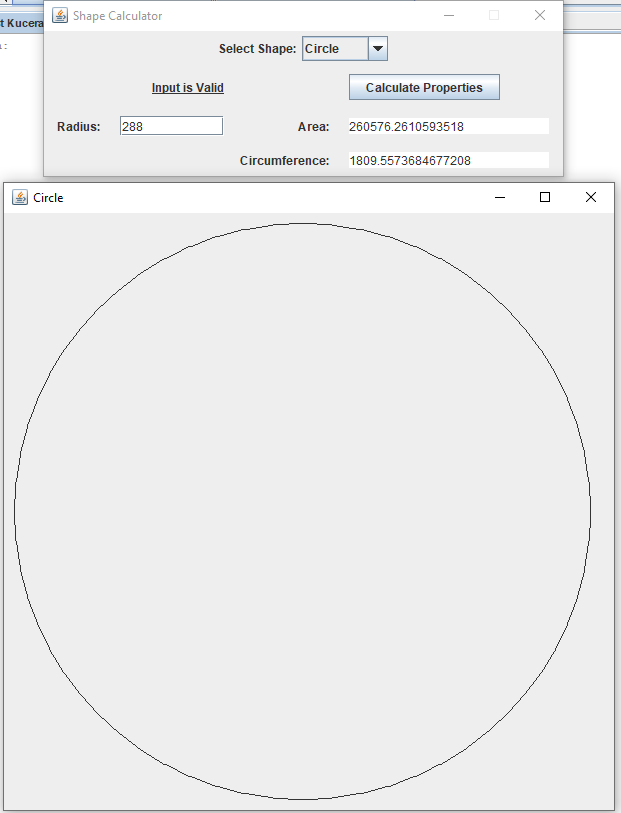 Shape Calculator
t Kucera
Select Shape: Circle
Input is Valid
Calculate Properties
Radius: 288
Area: 260576.2610593518
Circumference: 1809.5573684677208
Circle